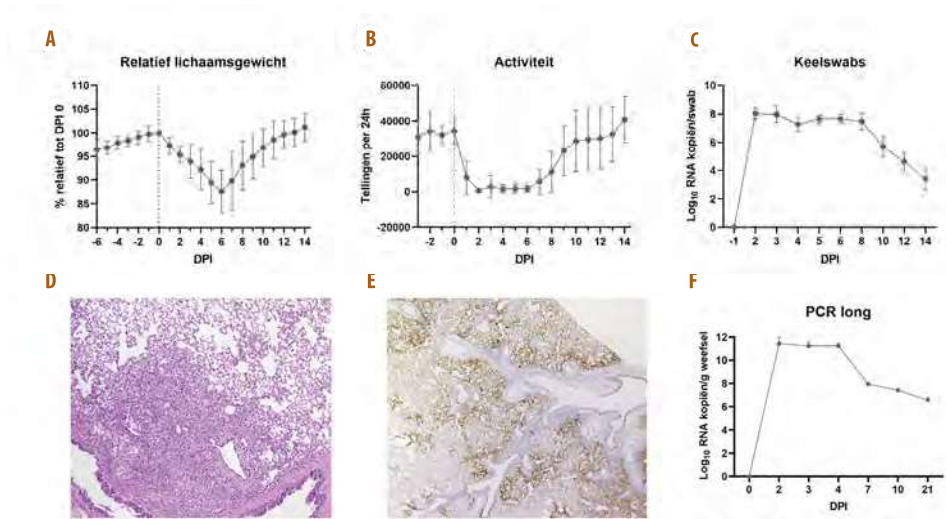 A
Relatief lichaamsgewicht
% relatief tot DPI 0
110
105
100
95
90
85
80
-6 -4 -2 0 2 4 6 8 10 12 14
DPI
B
Activiteit
Tellingen per 24h
60000
40000
20000
0
-20000
-2 0 2 4 6 8 10 12 14
DPI
C
Keelswabs
Log₁₀ RNA kopiën/swab
10
8
6
4
2
0
-1 2 3 4 5 6 8 10 12 14
DPI
D
E
F
PCR long
Log₁₀ RNA kopiën/g weefsel
12
10
8
6
4
2
0
0 2 3 4 7 10 21
DPI